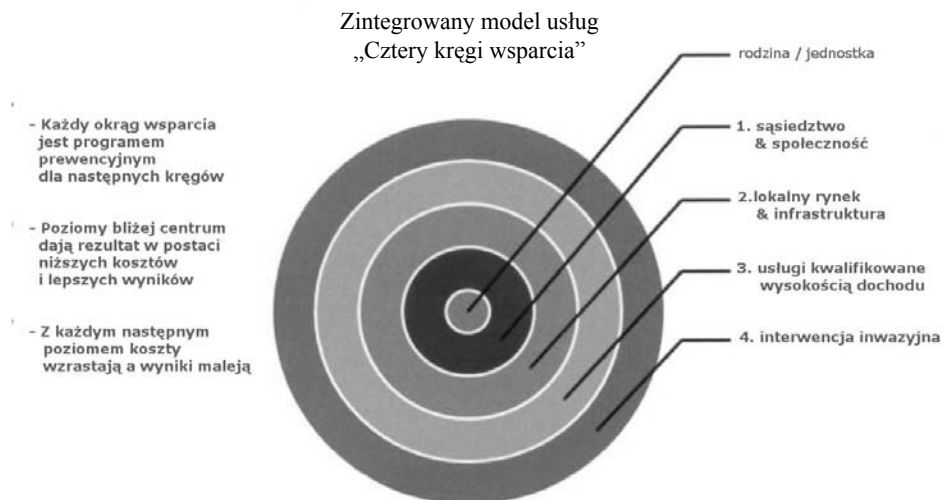 Zintegrowany model usług
„Cztery kręgi wsparcia”
- Każdy okrąg wsparcia
jest programem
prewencyjnym
dla następnych kręgów
- Poziomy bliżej centrum
dają rezultat w postaci
niższych kosztów
i lepszych wyników
- Z każdym następnym
poziomem koszty
wzrastają a wyniki maleją
rodzina / jednostka
1. sąsiedztwo
& społeczność
2.lokalny rynek
& infrastruktura
3. usługi kwalifikowane
wysokością dochodu
4. interwencja inwazyjna